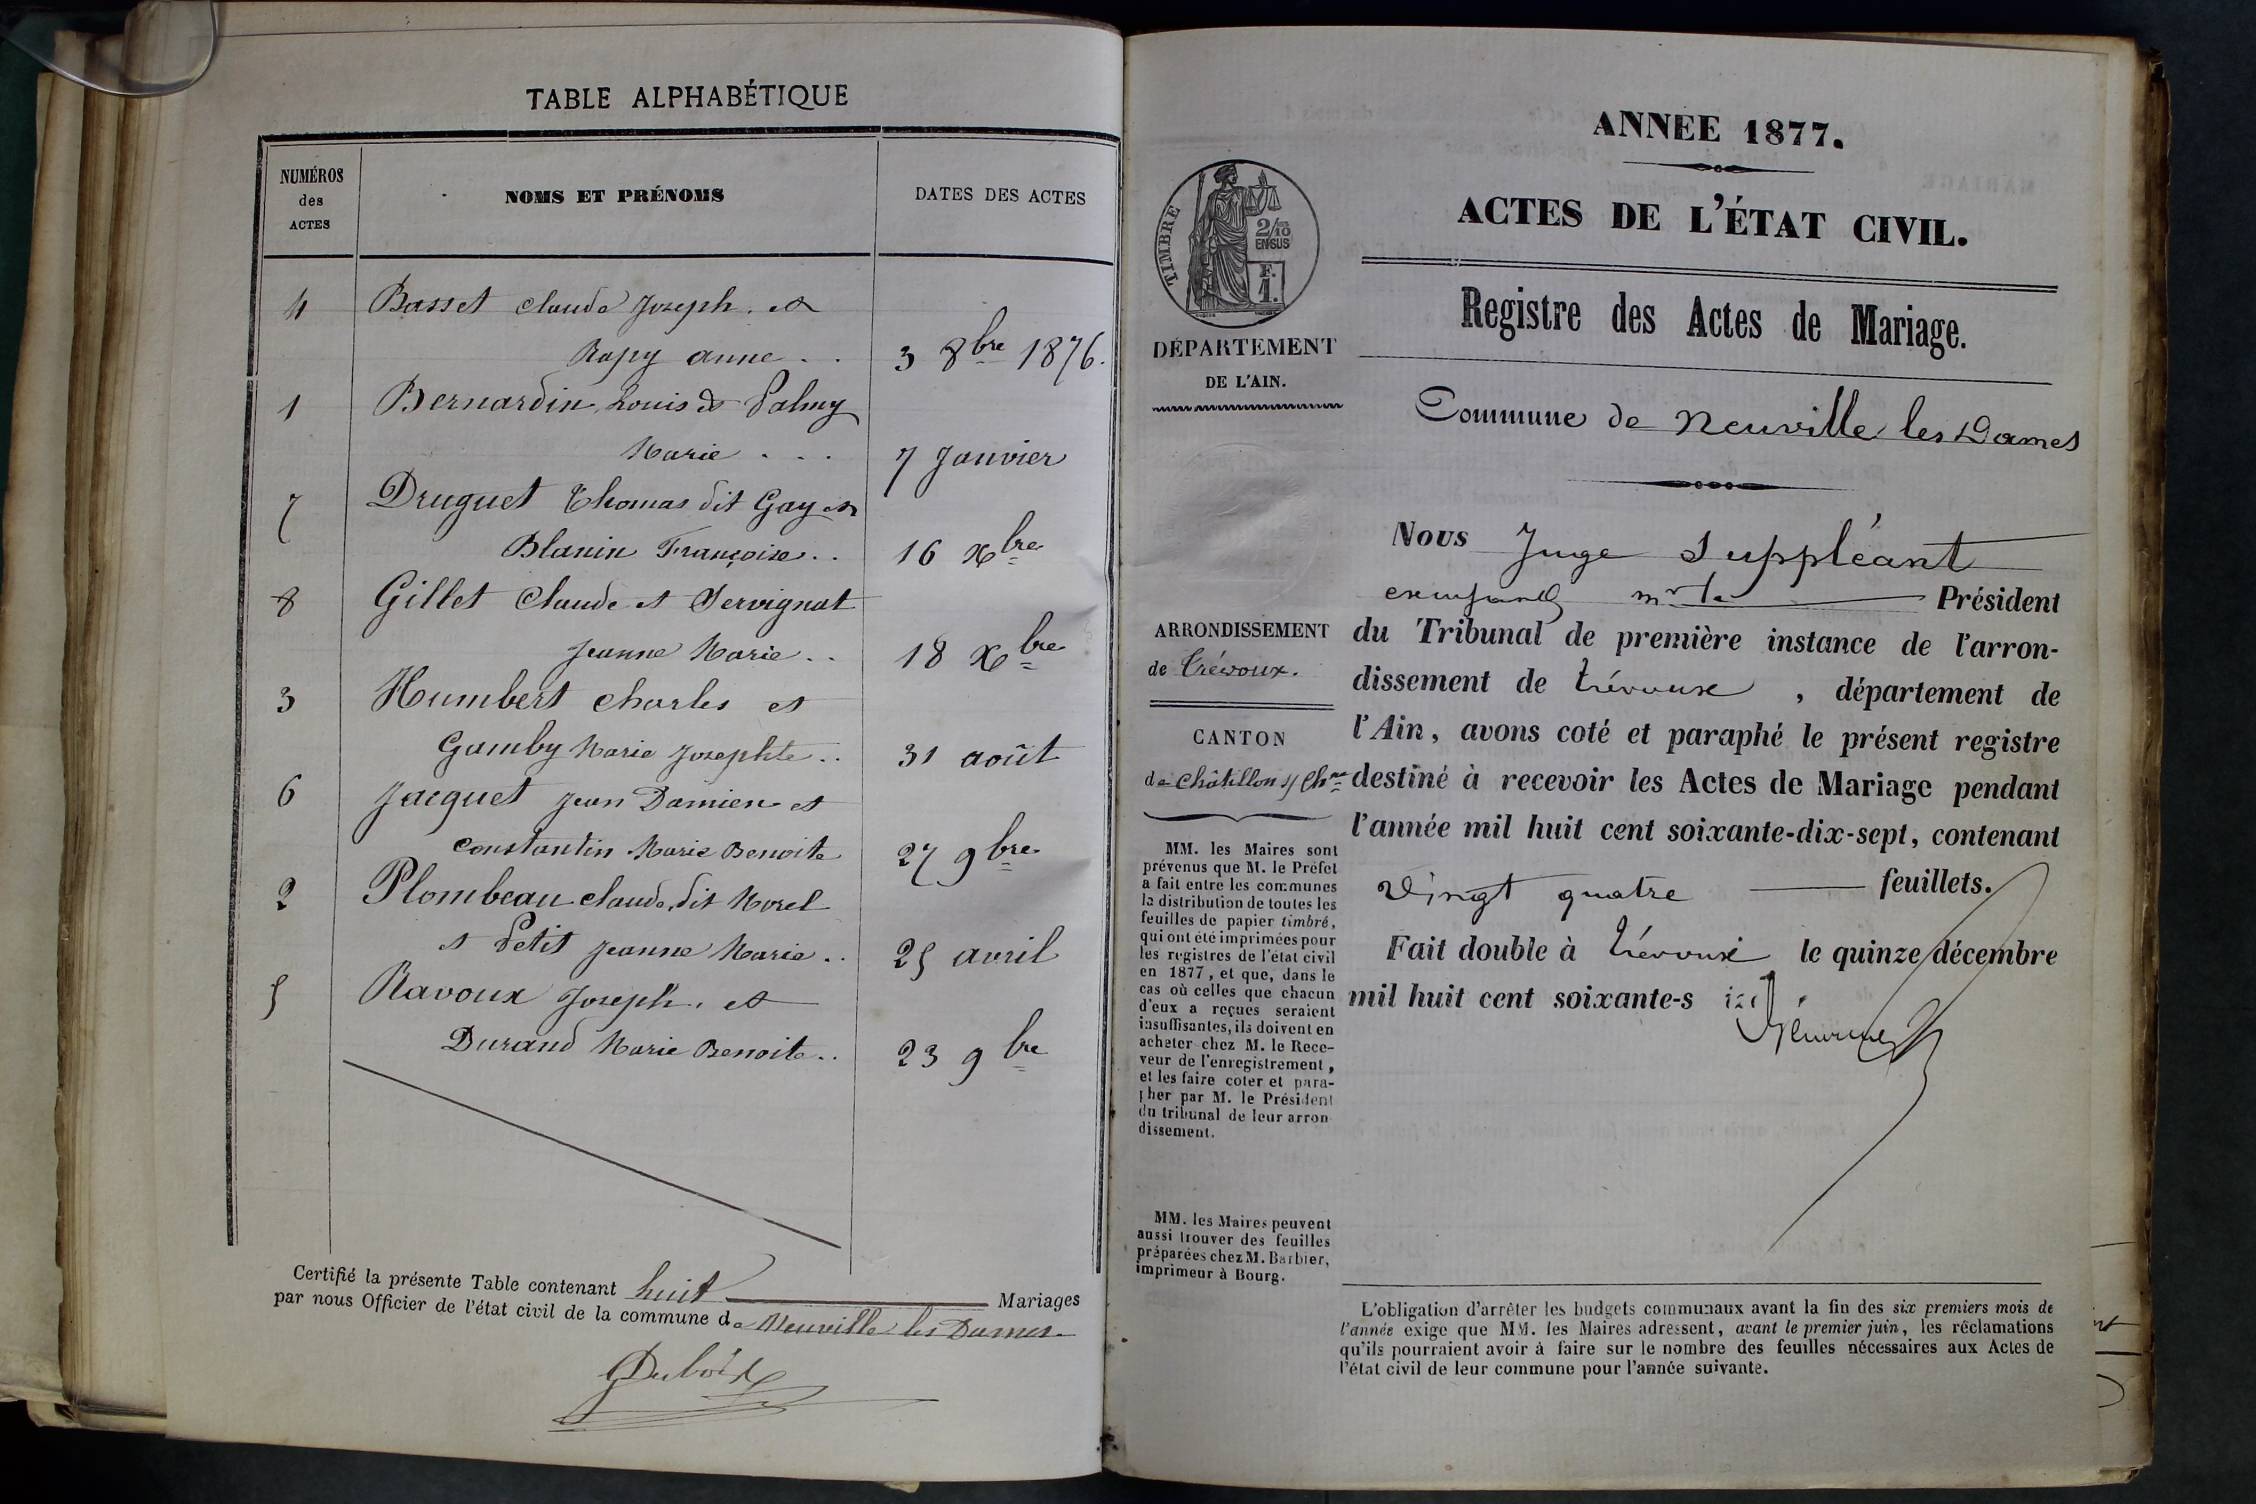 TABLE ALPHABÉTIQUE
NUMÉROS
des
ACTES
NOMS ET PRÉNOMS
DATES DES ACTES
4 Basset Claude Joseph et
Rapy anne . . 3 8bre 1876.
1 Bernardin Louis et Palmy
Marie . . . 7 Janvier
7 Druguet Thomas dit Gay et
Blanin Françoise . . 16 Xbre
8 Gillet Claude et Servignat
Jeanne Marie . . 18 Xbre
3 Humbert Charles et
Gamby Marie Josephte . . 31 août
6 Jacquet Jean Damien et
Constantin Marie Benoite 27 9bre
2 Plombeau Claude, dit Morel
et Petit Jeanne Marie . . 25 avril
5 Ravoux Joseph, et
Durand Marie Benoite . . 23 9bre
Certifié la présente Table contenant huit Mariages
par nous Officier de l'état civil de la commune de Neuville les Dames
Dubois
ANNÉE 1877.
ACTES DE L'ÉTAT CIVIL.
Registre des Actes de Mariage.
Commune de Neuville les Dames
TIMBRE
2/10
EN SUS
F.
1.
DÉPARTEMENT
DE L'AIN.
ARRONDISSEMENT
de Trévoux.
CANTON
de Châtillon s/ Chne
MM. les Maires sont
prévenus que M. le Préfet
a fait entre les communes
la distribution de toutes les
feuilles de papier timbré,
qui ont été imprimées pour
les registres de l'état civil
en 1877, et que, dans le
cas où celles que chacun
d'eux a reçues seraient
insuffisantes, ils doivent en
acheter chez M. le Rece-
veur de l'enregistrement,
et les faire coter et para-
pher par M. le Président
du tribunal de leur arron
dissement.
MM. les Maires peuvent
aussi trouver des feuilles
préparées chez M. Barbier,
imprimeur à Bourg.
Nous Juge Suppléant
mr le Président
du Tribunal de première instance de l'arron-
dissement de trévoux , département de
l'Ain, avons coté et paraphé le présent registre
destiné à recevoir les Actes de Mariage pendant
l'année mil huit cent soixante-dix-sept, contenant
Vingt quatre feuillets.
Fait double à trévoux le quinze décembre
mil huit cent soixante-s
L'obligation d'arrêter les budgets communaux avant la fin des six premiers mois de
l'année exige que MM. les Maires adressent, avant le premier juin, les réclamations
qu'ils pourraient avoir à faire sur le nombre des feuilles nécessaires aux Actes de
l'état civil de leur commune pour l'année suivante.